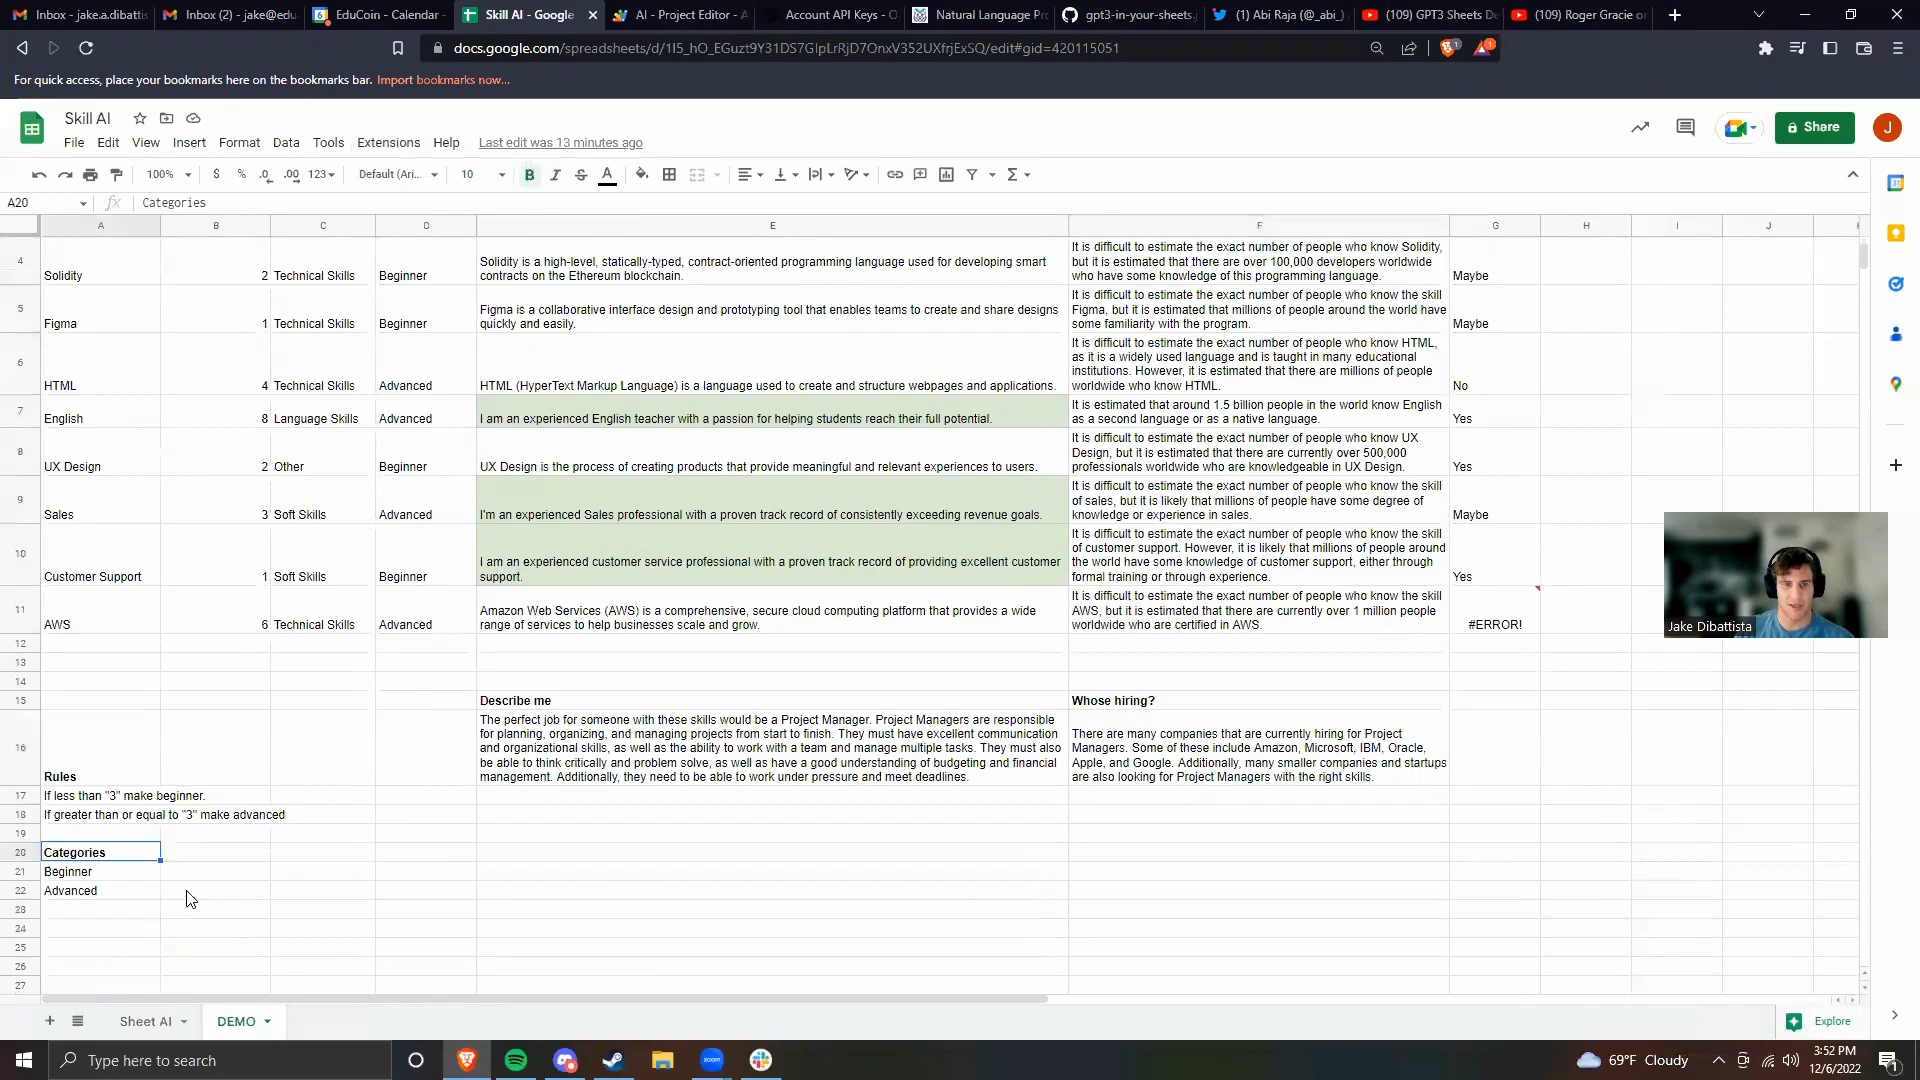 Inbox - jake.a.dibattis
Inbox (2) - jake@edu
EduCoin - Calendar
Skill AI - Google
AI - Project Editor - A
Account API Keys - O
Natural Language Pr
gpt3-in-your-sheets.
(1) Abi Raja (@_abi_)
(109) GPT3 Sheets De
(109) Roger Gracie or
docs.google.com/spreadsheets/d/1I5_hO_EGuzt9Y31DS7GIpLrRjD7OnxV352UXfrjExSQ/edit#gid=420115051
For quick access, place your bookmarks here on the bookmarks bar. Import bookmarks now...
Skill AI
File Edit View Insert Format Data Tools Extensions Help Last edit was 13 minutes ago
Share
J
100% $ % .0 .00 123 Default (Ari... 10 B I S A
A20 fx Categories
A B C D E F G H I J
4 Solidity 2 Technical Skills Beginner
Solidity is a high-level, statically-typed, contract-oriented programming language used for developing smart
contracts on the Ethereum blockchain.
It is difficult to estimate the exact number of people who know Solidity,
but it is estimated that there are over 100,000 developers worldwide
who have some knowledge of this programming language.
Maybe
5 Figma 1 Technical Skills Beginner
Figma is a collaborative interface design and prototyping tool that enables teams to create and share designs
quickly and easily.
It is difficult to estimate the exact number of people who know the skill
Figma, but it is estimated that millions of people around the world have
some familiarity with the program.
Maybe
6 HTML 4 Technical Skills Advanced
HTML (HyperText Markup Language) is a language used to create and structure webpages and applications.
It is difficult to estimate the exact number of people who know HTML,
as it is a widely used language and is taught in many educational
institutions. However, it is estimated that there are millions of people
worldwide who know HTML.
No
7 English 8 Language Skills Advanced
I am an experienced English teacher with a passion for helping students reach their full potential.
It is estimated that around 1.5 billion people in the world know English
as a second language or as a native language.
Yes
8 UX Design 2 Other Beginner
UX Design is the process of creating products that provide meaningful and relevant experiences to users.
It is difficult to estimate the exact number of people who know UX
Design, but it is estimated that there are currently over 500,000
professionals worldwide who are knowledgeable in UX Design.
Yes
9 Sales 3 Soft Skills Advanced
I'm an experienced Sales professional with a proven track record of consistently exceeding revenue goals.
It is difficult to estimate the exact number of people who know the skill
of sales, but it is likely that millions of people have some degree of
knowledge or experience in sales.
Maybe
10 Customer Support 1 Soft Skills Beginner
I am an experienced customer service professional with a proven track record of providing excellent customer
support.
It is difficult to estimate the exact number of people who know the skill
of customer support. However, it is likely that millions of people around
the world have some knowledge of customer support, either through
formal training or through experience.
Yes
11 AWS 6 Technical Skills Advanced
Amazon Web Services (AWS) is a comprehensive, secure cloud computing platform that provides a wide
range of services to help businesses scale and grow.
It is difficult to estimate the exact number of people who know the skill
AWS, but it is estimated that there are currently over 1 million people
worldwide who are certified in AWS.
#ERROR!
Jake Dibattista
12
13
14
15 Describe me Whose hiring?
16 Rules
The perfect job for someone with these skills would be a Project Manager. Project Managers are responsible
for planning, organizing, and managing projects from start to finish. They must have excellent communication
and organizational skills, as well as the ability to work with a team and manage multiple tasks. They must also
be able to think critically and problem solve, as well as have a good understanding of budgeting and financial
management. Additionally, they need to be able to work under pressure and meet deadlines.
There are many companies that are currently hiring for Project
Managers. Some of these include Amazon, Microsoft, IBM, Oracle,
Apple, and Google. Additionally, many smaller companies and startups
are also looking for Project Managers with the right skills.
17 If less than "3" make beginner.
18 If greater than or equal to "3" make advanced
19
20 Categories
21 Beginner
22 Advanced
23
24
25
26
27
Sheet AI DEMO Explore
Type here to search
zoom
69°F Cloudy
3:52 PM
12/6/2022